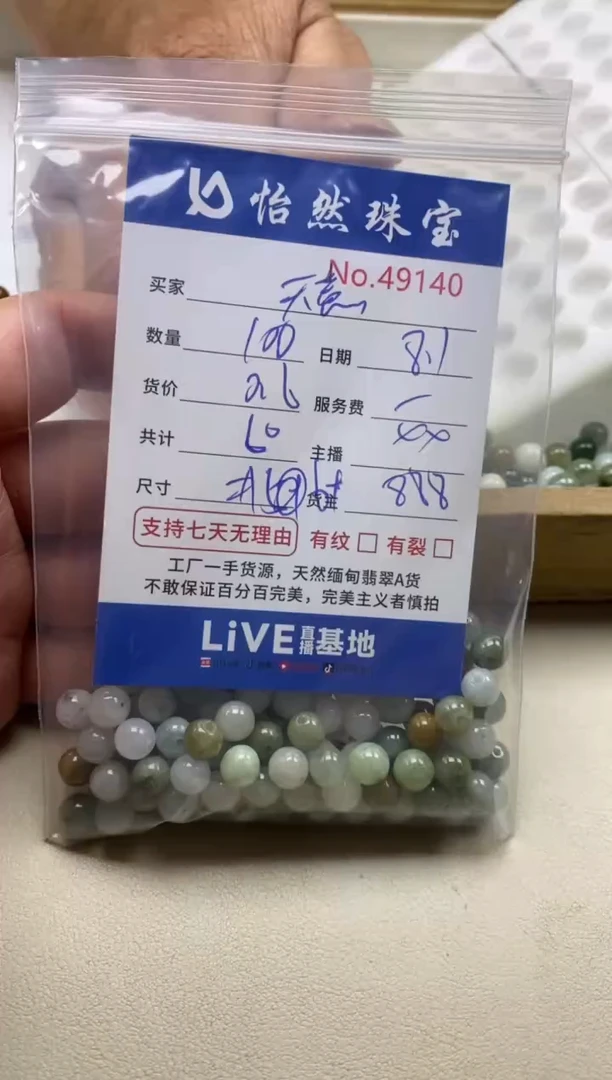 怡然珠宝
No.49140
买家
数量 100 日期 8.1
货价 服务费
共计 60 主播
尺寸 货主 888
支持七天无理由 有纹 有裂
工厂一手货源，天然缅甸翡翠A货
不敢保证百分百完美，完美主义者慎拍
LiVE直播基地